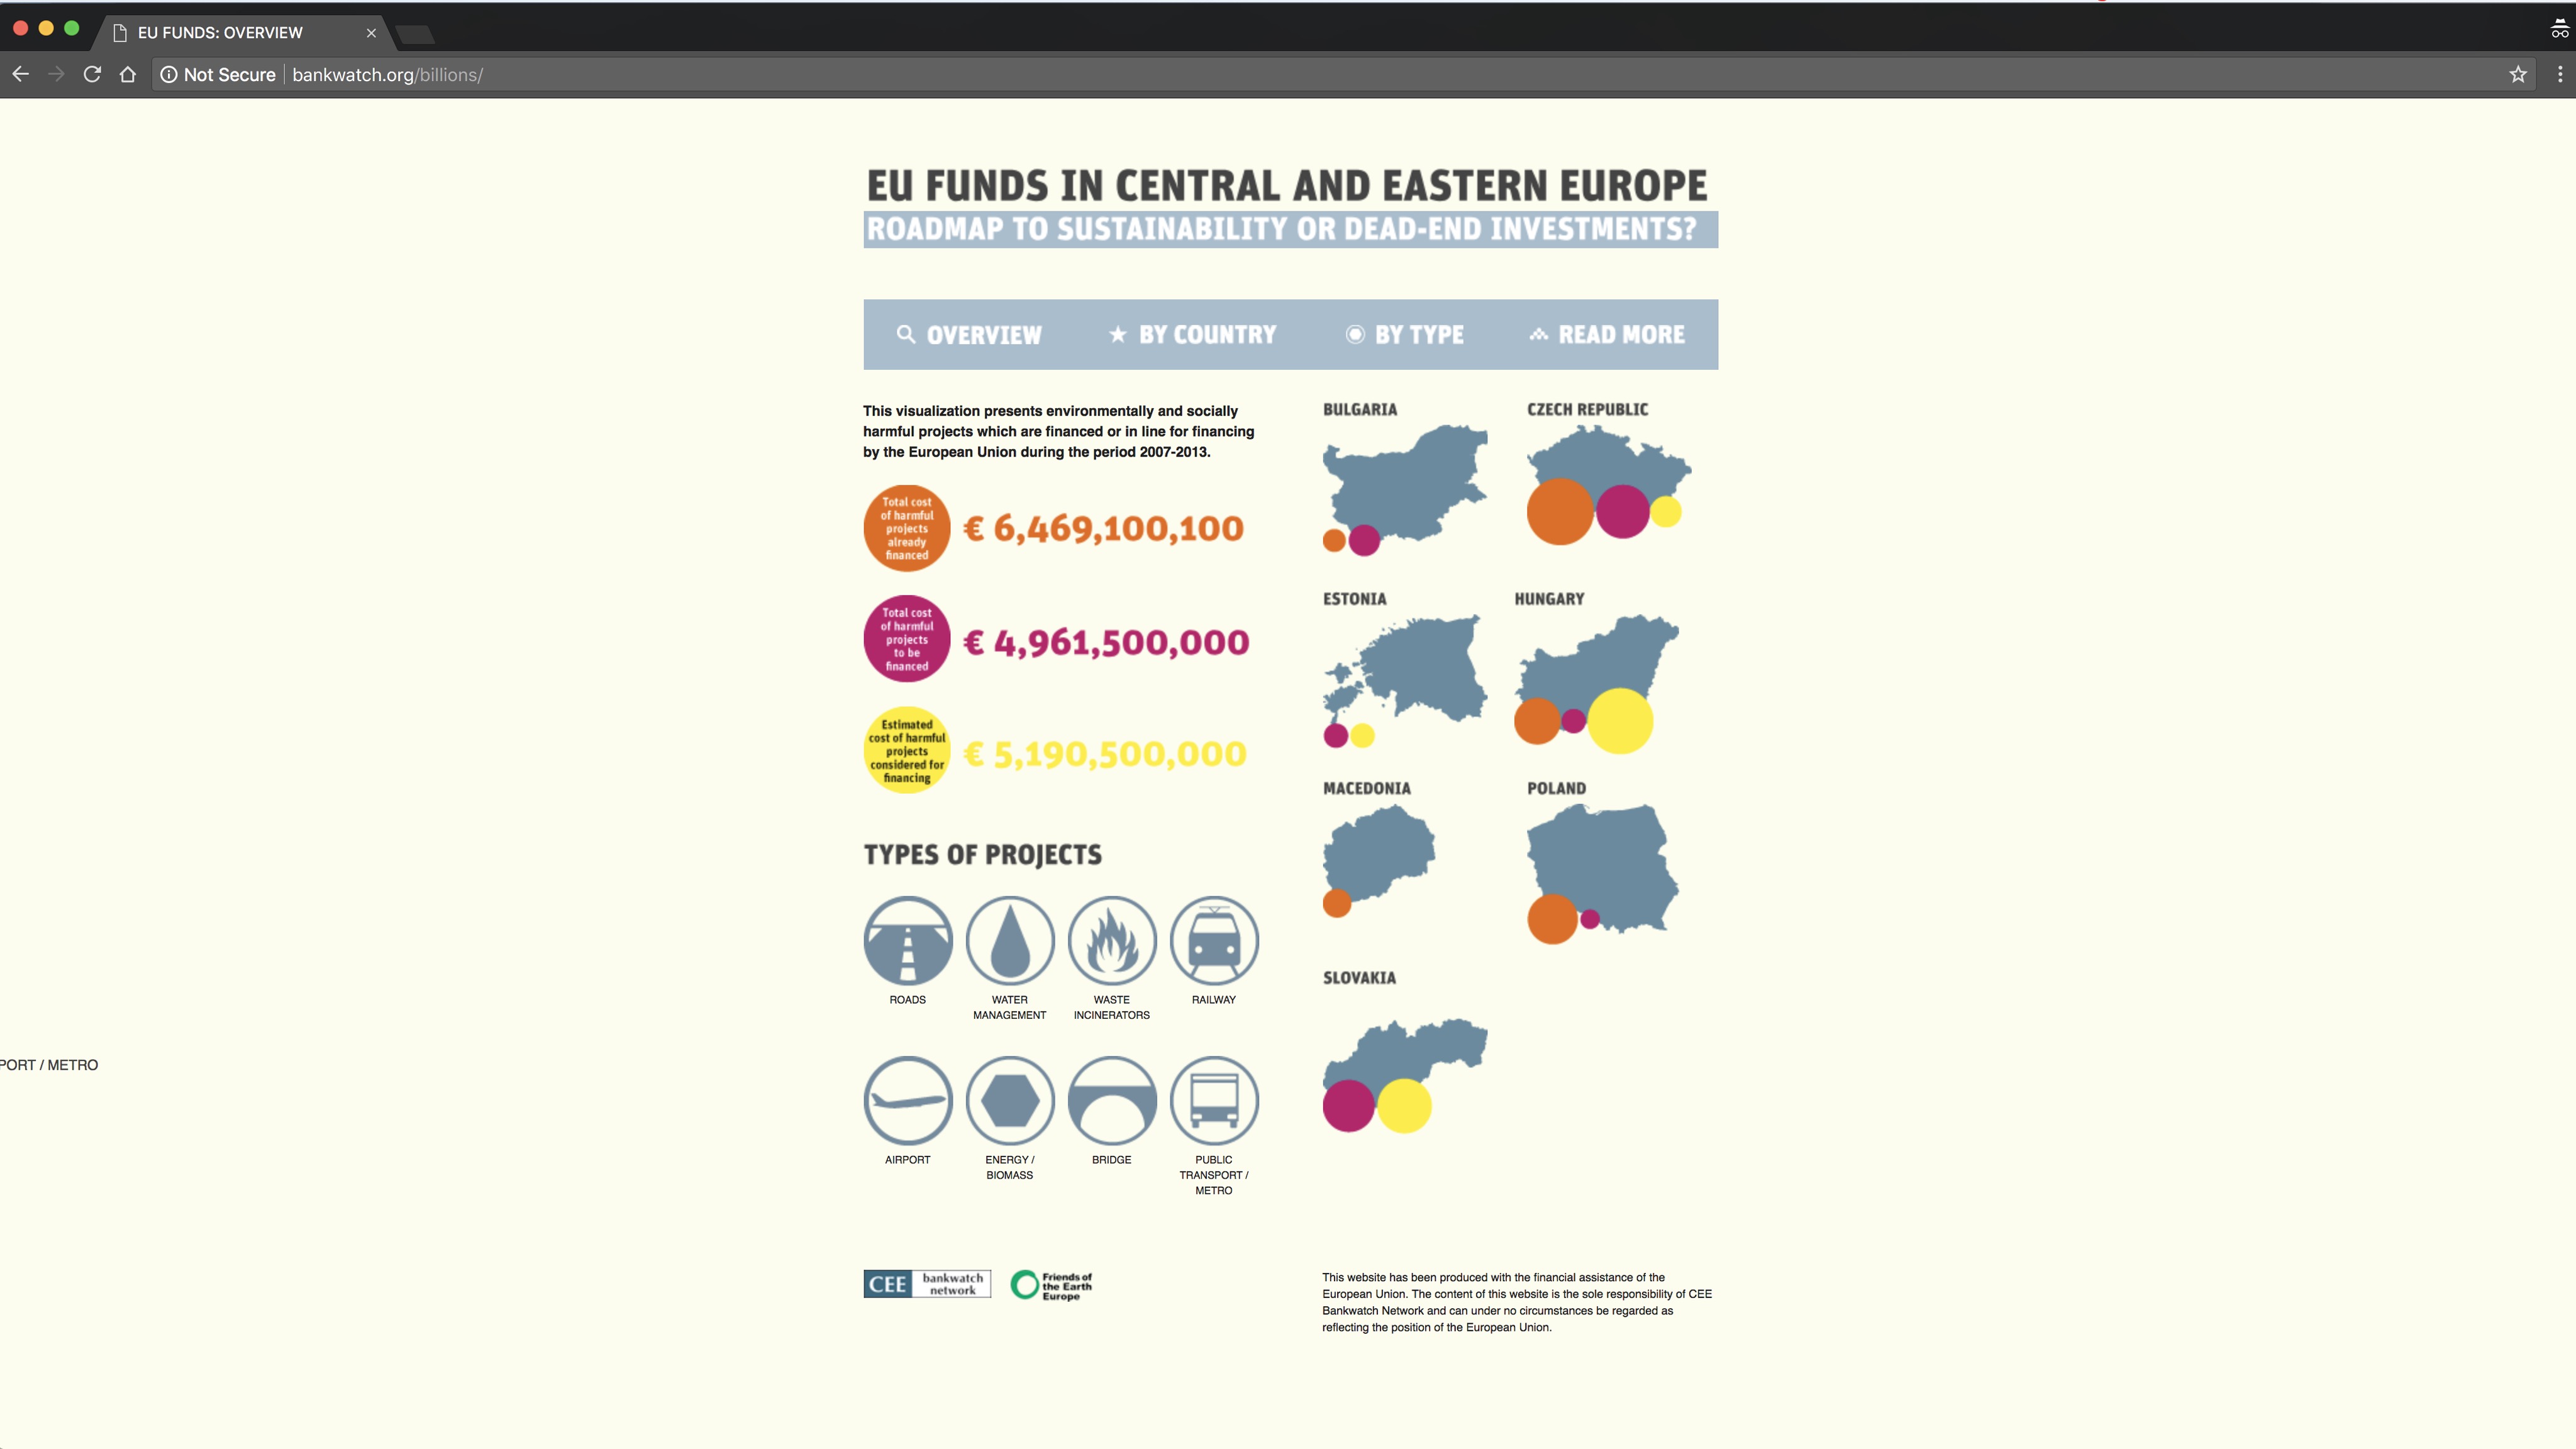 EU FUNDS: OVERVIEW
Not Secure
bankwatch.org/billions/
EU FUNDS IN CENTRAL AND EASTERN EUROPE
ROADMAP TO SUSTAINABILITY OR DEAD-END INVESTMENTS?
OVERVIEW
BY COUNTRY
BY TYPE
READ MORE
This visualization presents environmentally and socially
harmful projects which are financed or in line for financing
by the European Union during the period 2007-2013.
Total cost
of harmful
projects
already
financed
€ 6,469,100,100
Total cost
of harmful
projects
to be
financed
€ 4,961,500,000
Estimated
cost of harmful
projects
considered for
financing
€ 5,190,500,000
TYPES OF PROJECTS
ROADS
WATER
MANAGEMENT
WASTE
INCINERATORS
RAILWAY
PORT / METRO
AIRPORT
ENERGY /
BIOMASS
BRIDGE
PUBLIC
TRANSPORT /
METRO
BULGARIA
CZECH REPUBLIC
ESTONIA
HUNGARY
MACEDONIA
POLAND
SLOVAKIA
CEE
bankwatch
network
Friends of
the Earth
Europe
This website has been produced with the financial assistance of the
European Union. The content of this website is the sole responsibility of CEE
Bankwatch Network and can under no circumstances be regarded as
reflecting the position of the European Union.